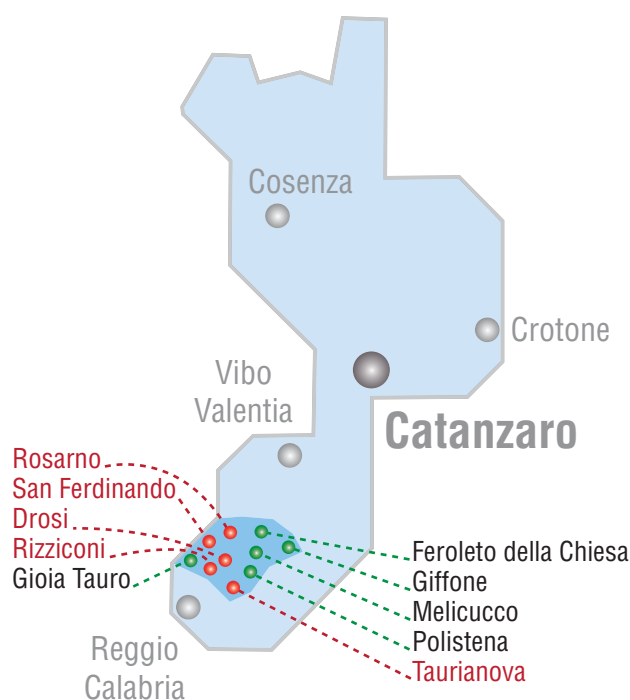 Cosenza
Crotone
Vibo
Valentia
Catanzaro
Rosarno
San Ferdinando
Drosi
Rizziconi
Gioia Tauro
Feroleto della Chiesa
Giffone
Melicucco
Polistena
Taurianova
Reggio
Calabria